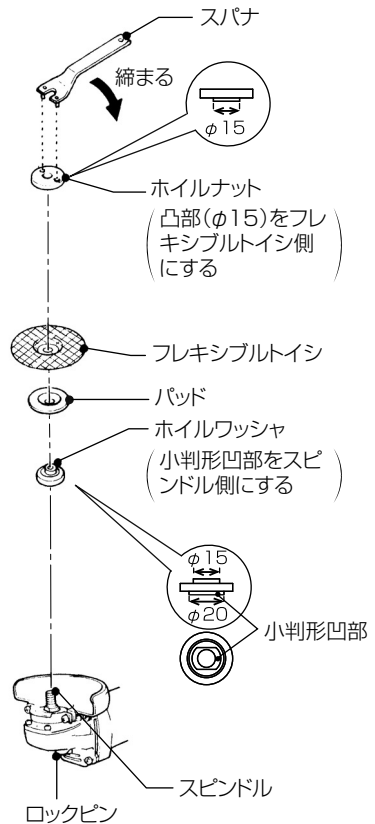 スパナ
締まる
φ15
ホイルナット
(凸部(φ15)をフレ
キシブルトイシ側
にする)
フレキシブルトイシ
パッド
ホイルワッシャ
(小判形凹部をスピ
ンドル側にする)
φ15
φ20
小判形凹部
スピンドル
ロックピン